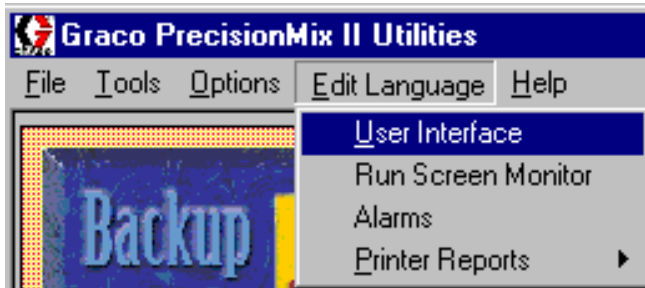 Graco PrecisionMix II Utilities
File Tools Options Edit Language Help
User Interface
Run Screen Monitor
Alarms
Printer Reports
Backup